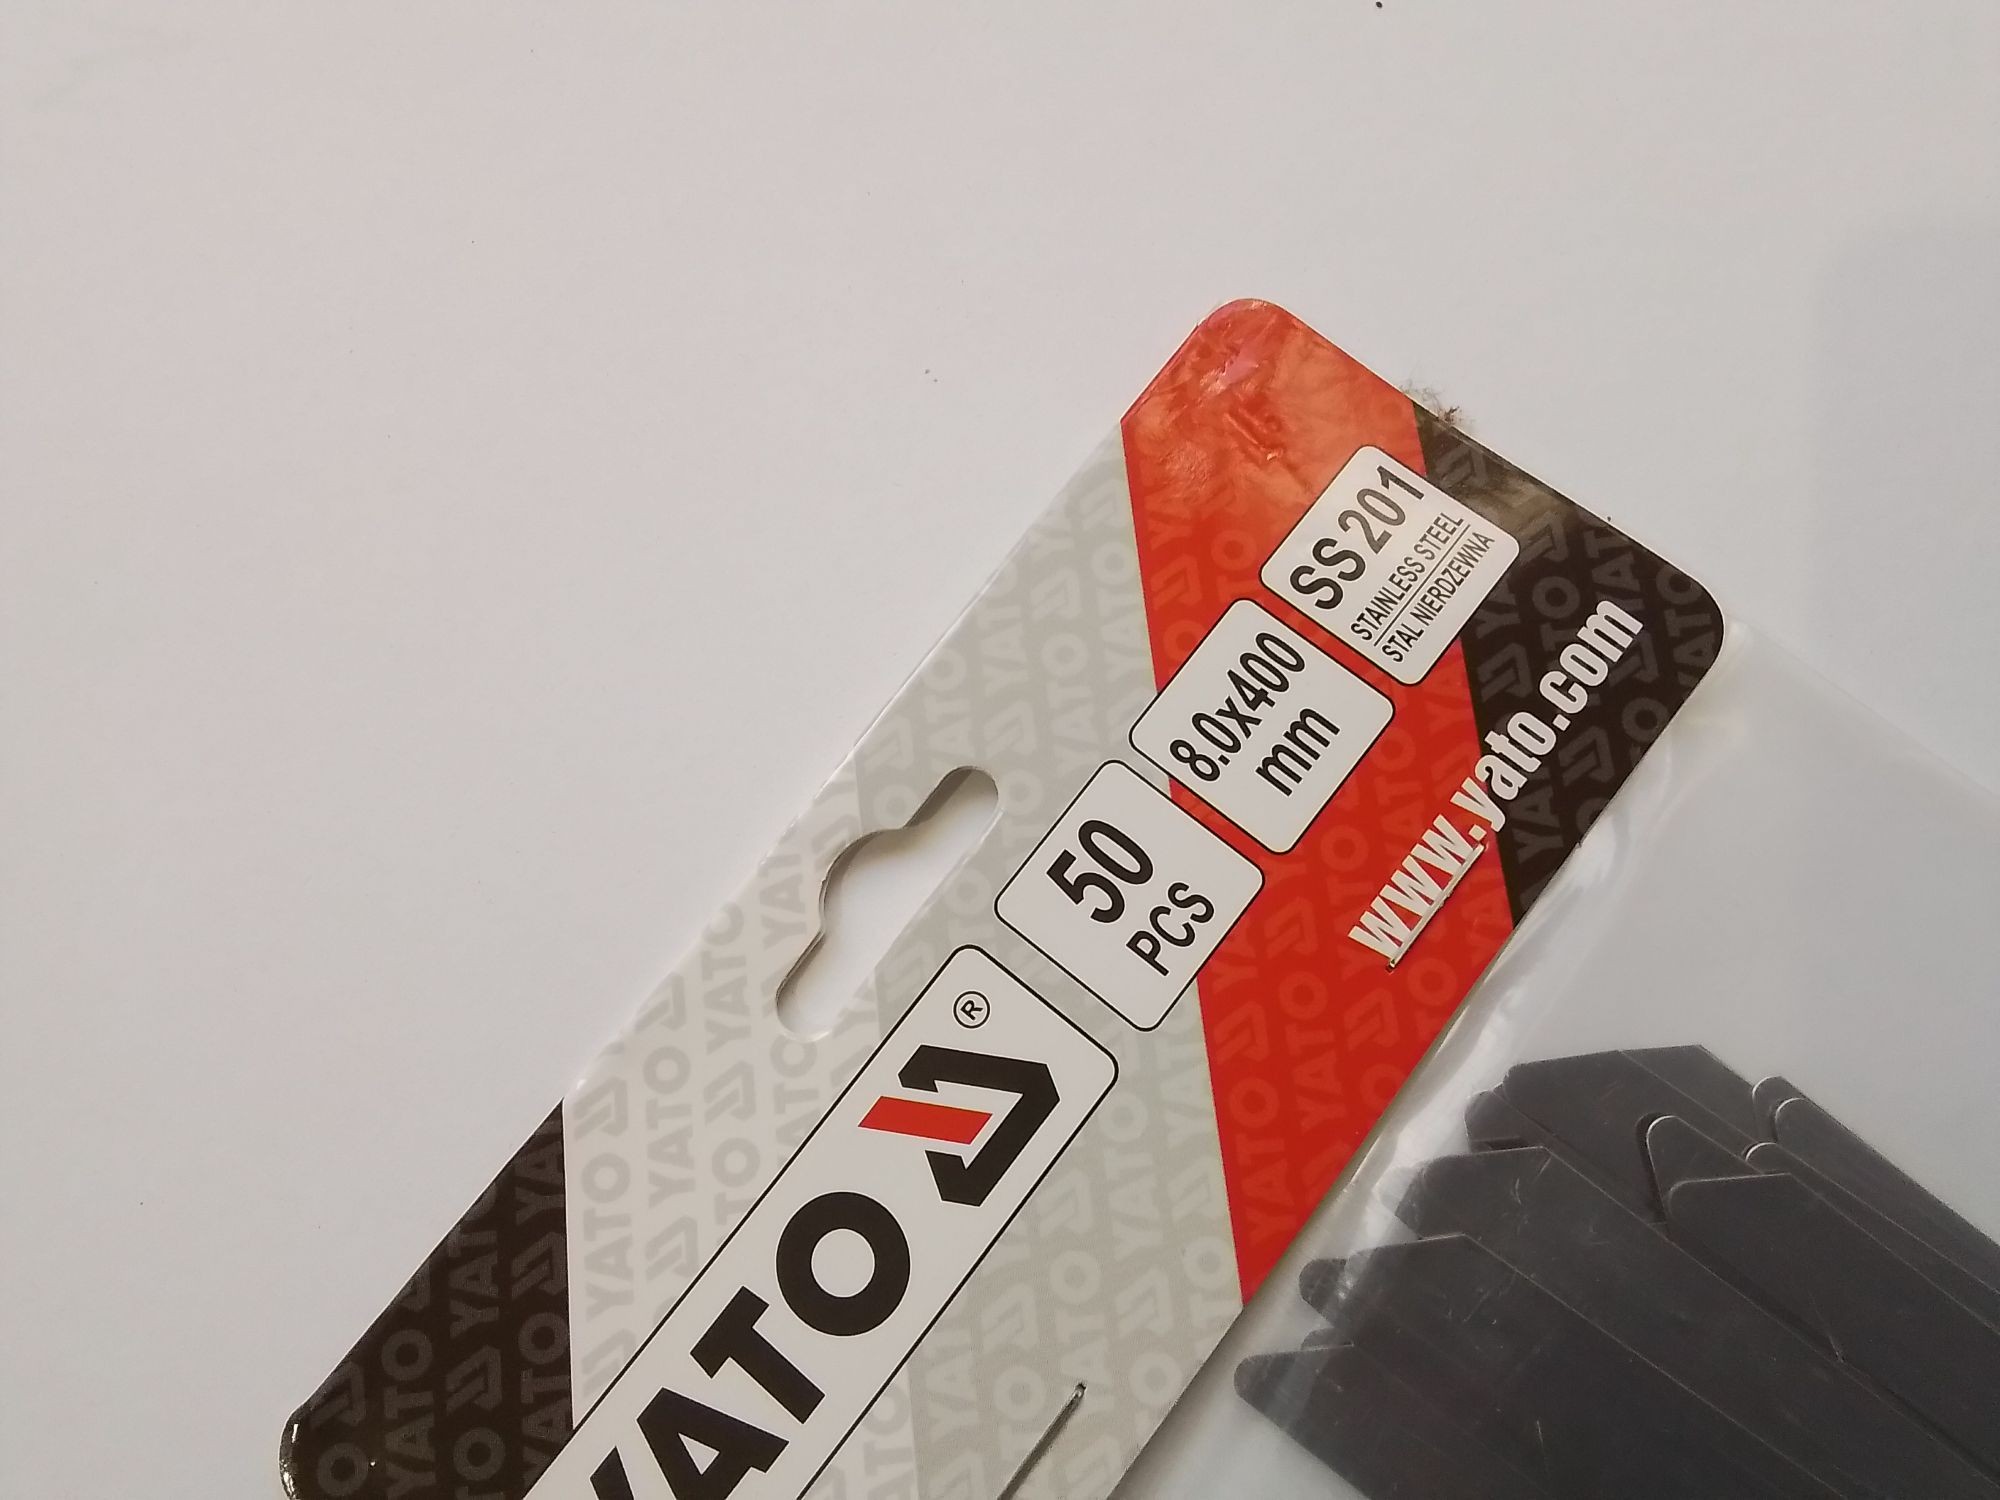 YATO
®
50
PCS
8.0x400
mm
SS201
STAINLESS STEEL
STAL NIERDZEWNA
www.yato.com